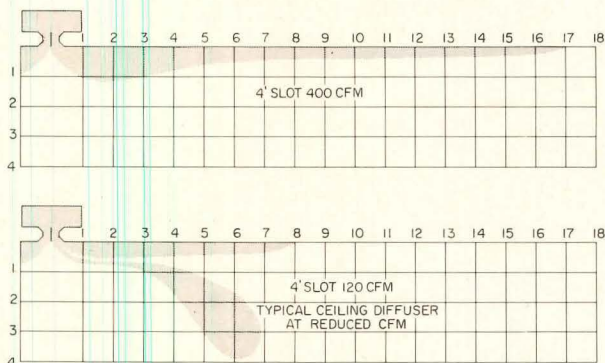 1 2 3 4 5 6 7 8 9 10 11 12 13 14 15 16 17 18
1
4' SLOT 400 CFM
2
3
4
1 2 3 4 5 6 7 8 9 10 11 12 13 14 15 16 17 18
1
4' SLOT 120 CFM
2
TYPICAL CEILING DIFFUSER
AT REDUCED CFM
3
4